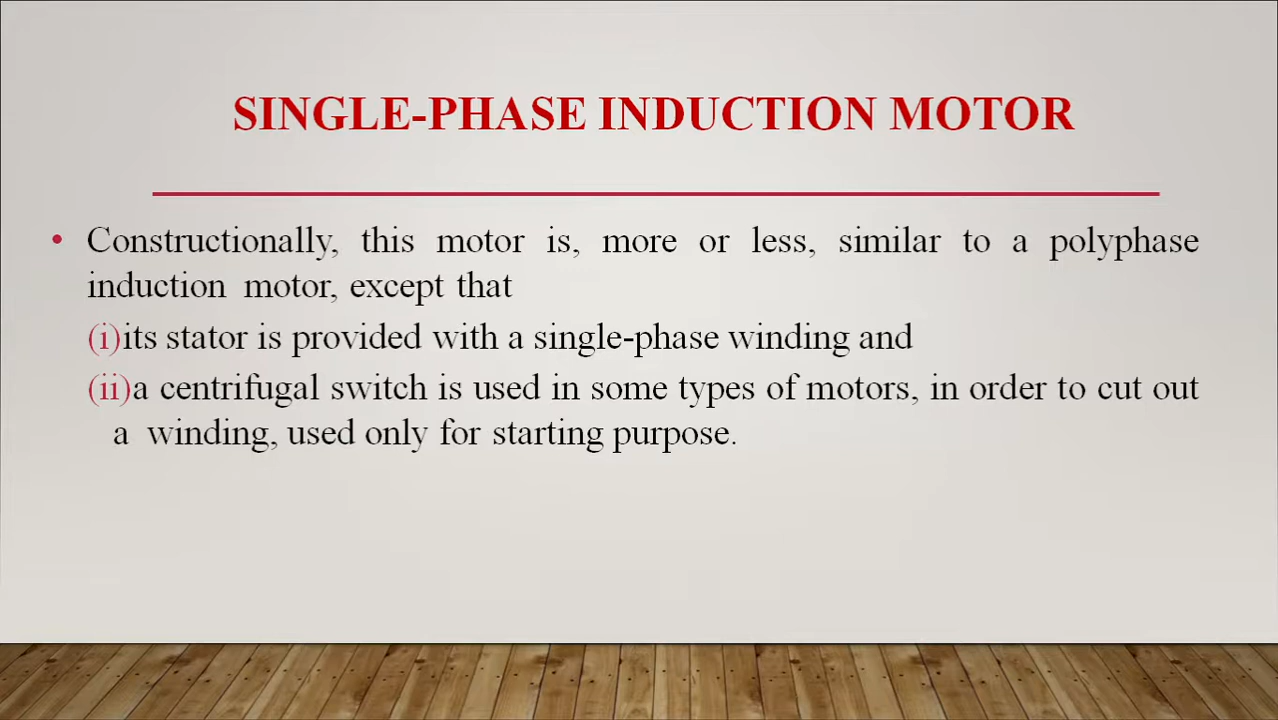 SINGLE-PHASE INDUCTION MOTOR
• Constructionally, this motor is, more or less, similar to a polyphase
induction motor, except that
(i)its stator is provided with a single-phase winding and
(ii)a centrifugal switch is used in some types of motors, in order to cut out
a winding, used only for starting purpose.